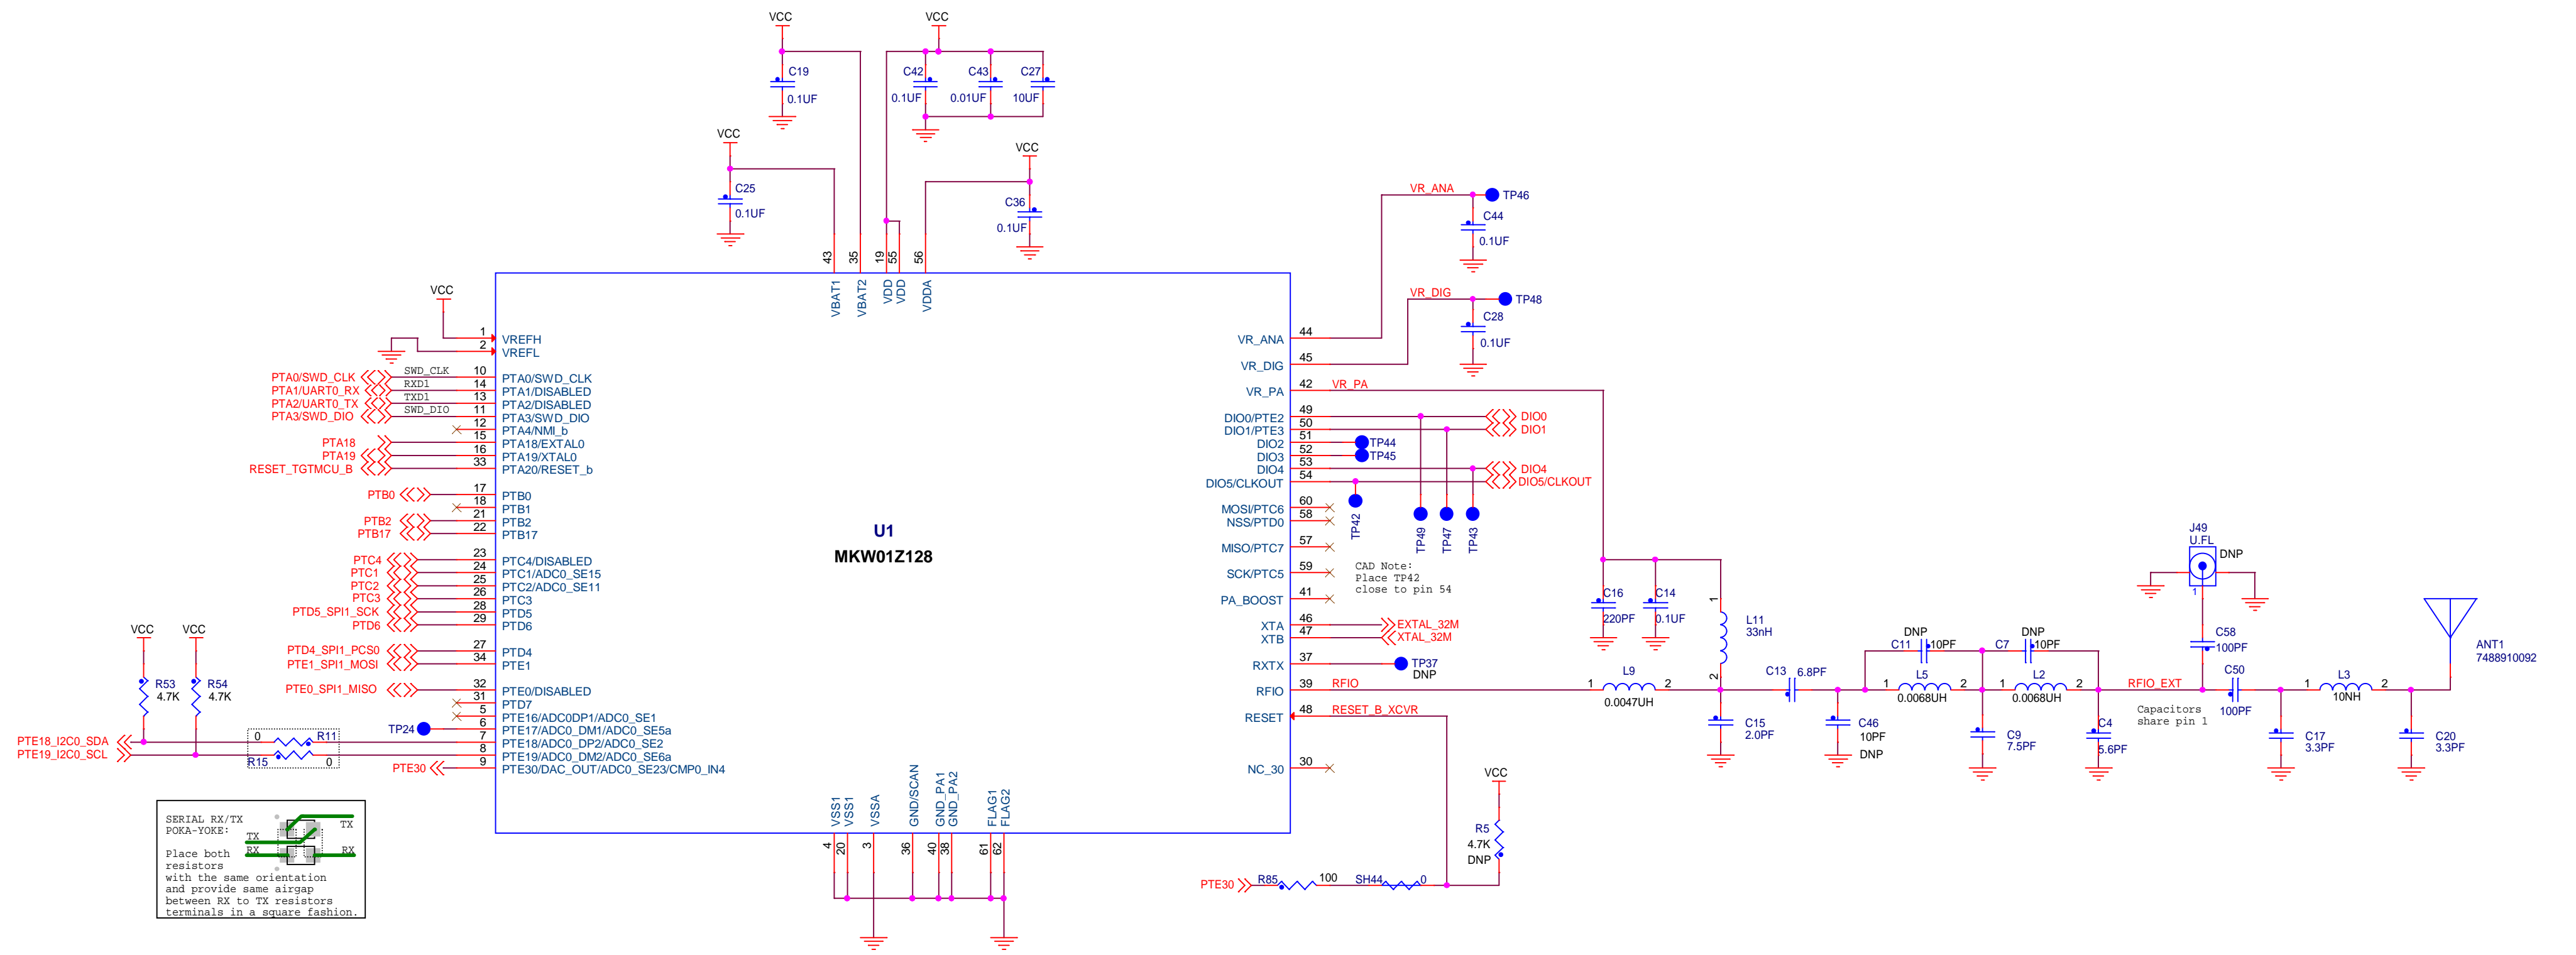 VCC
VCC
C19
0.1UF
C42
0.1UF
C43
0.01UF
C27
10UF
VCC
C25
0.1UF
VCC
C36
0.1UF
43
35
19
55
56
VBAT1
VBAT2
VDD
VDD
VDDA
VCC
1
VREFH
2
VREFL
PTA0/SWD_CLK
SWD_CLK
10
PTA0/SWD_CLK
PTA1/UART0_RX
RXD1
14
PTA1/DISABLED
PTA2/UART0_TX
TXD1
13
PTA2/DISABLED
PTA3/SWD_DIO
SWD_DIO
11
PTA3/SWD_DIO
12
PTA4/NMI_b
PTA18
15
PTA18/EXTAL0
PTA19
16
PTA19/XTAL0
RESET_TGTMCU_B
33
PTA20/RESET_b
PTB0
17
PTB0
18
PTB1
PTB2
21
PTB2
PTB17
22
PTB17
PTC4
23
PTC4/DISABLED
PTC1
24
PTC1/ADC0_SE15
PTC2
25
PTC2/ADC0_SE11
PTC3
26
PTC3
PTD5_SPI1_SCK
28
PTD5
PTD6
29
PTD6
PTD4_SPI1_PCS0
27
PTD4
PTE1_SPI1_MOSI
34
PTE1
PTE0_SPI1_MISO
32
PTE0/DISABLED
31
PTD7
5
PTE16/ADC0DP1/ADC0_SE1
TP24
6
PTE17/ADC0_DM1/ADC0_SE5a
PTE18_I2C0_SDA
0
R11
7
PTE18/ADC0_DP2/ADC0_SE2
PTE19_I2C0_SCL
R15
0
8
PTE19/ADC0_DM2/ADC0_SE6a
PTE30
9
PTE30/DAC_OUT/ADC0_SE23/CMP0_IN4
VCC
VCC
R53
4.7K
R54
4.7K
U1
MKW01Z128
SERIAL RX/TX
POKA-YOKE:
TX
TX
RX
RX
Place both
resistors
with the same orientation
and provide same airgap
between RX to TX resistors
terminals in a square fashion.
VSS1
VSS1
VSSA
GND/SCAN
GND_PA1
GND_PA2
FLAG1
FLAG2
4
20
3
36
40
38
61
62
VR_ANA
44
VR_ANA
TP46
C44
0.1UF
VR_DIG
45
VR_DIG
TP48
C28
0.1UF
VR_PA
42
VR_PA
DIO0/PTE2
49
DIO0
DIO1/PTE3
50
DIO1
DIO2
51
TP44
DIO3
52
TP45
DIO4
53
DIO4
DIO5/CLKOUT
54
DIO5/CLKOUT
TP42
TP49
TP47
TP43
MOSI/PTC6
60
NSS/PTD0
58
MISO/PTC7
57
SCK/PTC5
59
CAD Note:
Place TP42
close to pin 54
PA_BOOST
41
XTA
46
EXTAL_32M
XTB
47
XTAL_32M
RXTX
37
TP37
DNP
RFIO
39
RFIO
RESET
48
RESET_B_XCVR
NC_30
30
PTE30
R85
100
SH44
0
VCC
R5
4.7K
DNP
C16
220PF
C14
0.1UF
1
L11
33nH
2
L9
1
2
0.0047UH
C15
2.0PF
C13
6.8PF
C46
10PF
DNP
DNP
C11
10PF
1
L5
2
0.0068UH
DNP
C7
10PF
1
L2
2
0.0068UH
C9
7.5PF
C4
5.6PF
RFIO_EXT
Capacitors
share pin 1
J49
U.FL
DNP
1
C58
100PF
C50
100PF
C17
3.3PF
1
L3
2
10NH
C20
3.3PF
ANT1
7488910092